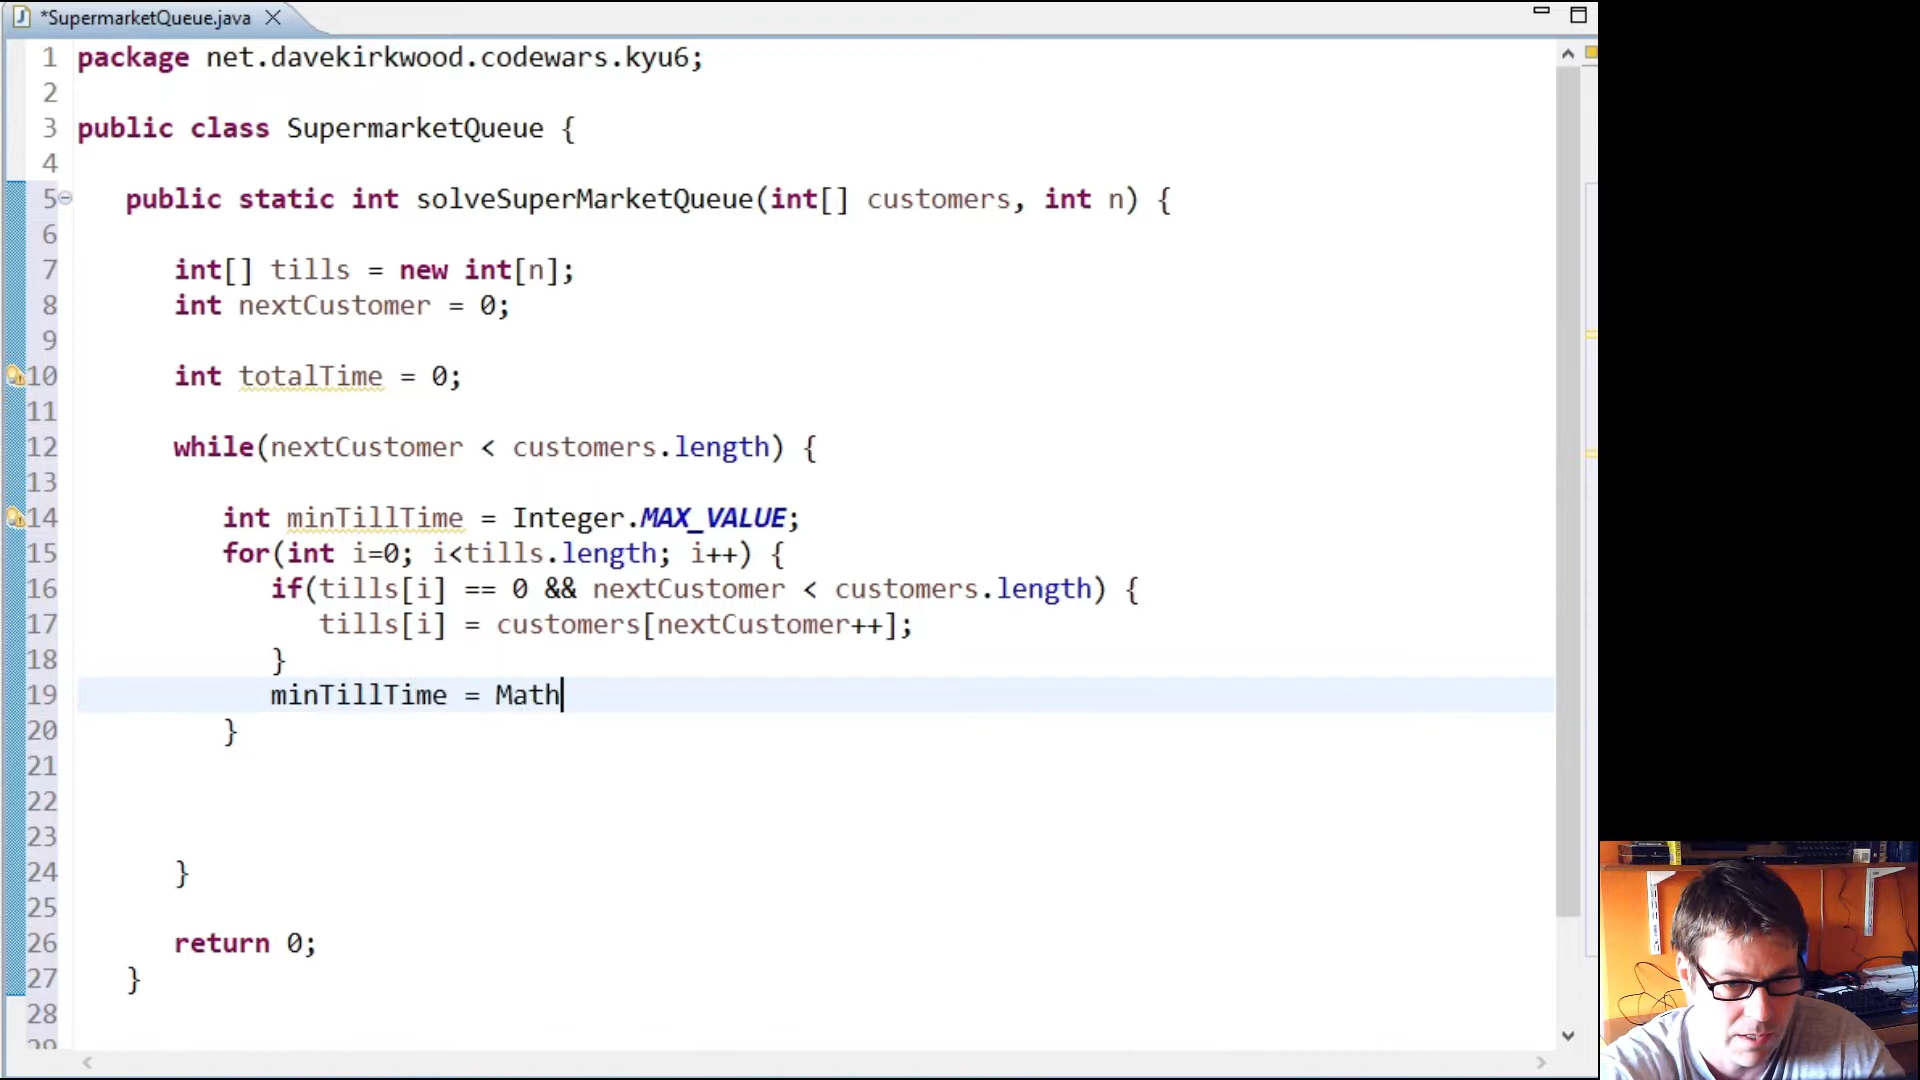 *SupermarketQueue.java
1 package net.davekirkwood.codewars.kyu6;
2
3 public class SupermarketQueue {
4
5 public static int solveSuperMarketQueue(int[] customers, int n) {
6
7 int[] tills = new int[n];
8 int nextCustomer = 0;
9
10 int totalTime = 0;
11
12 while(nextCustomer < customers.length) {
13
14 int minTillTime = Integer.MAX_VALUE;
15 for(int i=0; i<tills.length; i++) {
16 if(tills[i] == 0 && nextCustomer < customers.length) {
17 tills[i] = customers[nextCustomer++];
18 }
19 minTillTime = Math
20 }
21
22
23
24 }
25
26 return 0;
27 }
28
29